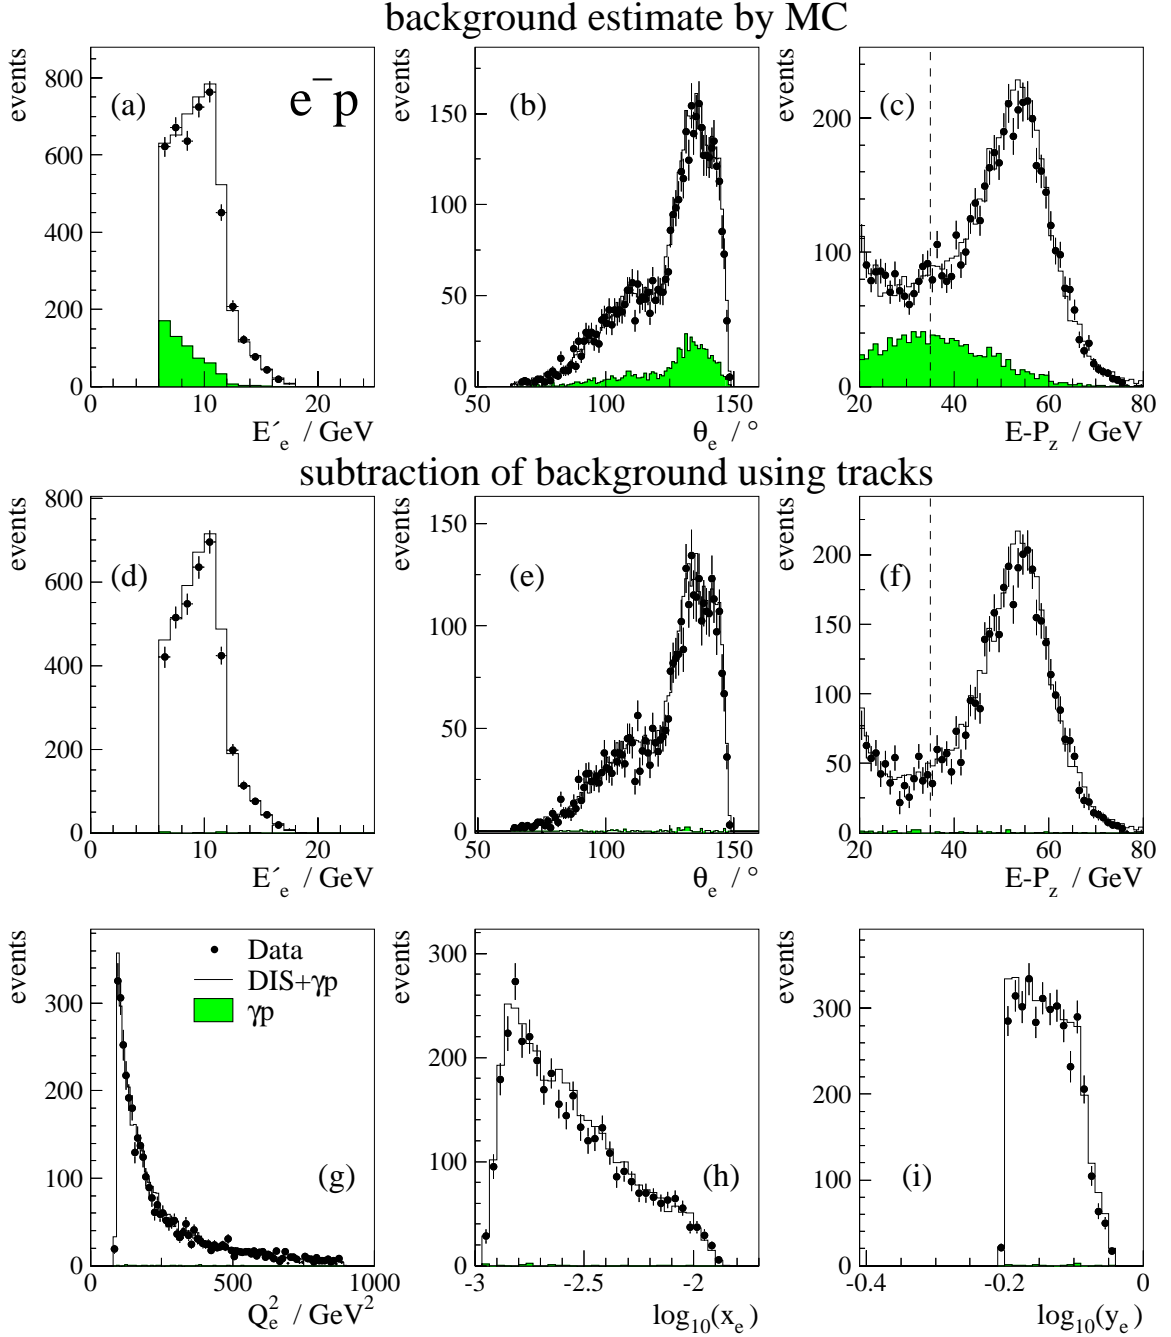 background estimate by MC
events
800
600
400
200
0
(a)
e⁻p
0 10 20
E´e / GeV
events
150
100
50
0
(b)
50 100 150
θe / °
events
200
100
0
(c)
20 40 60 80
E-Pz / GeV
subtraction of background using tracks
events
800
600
400
200
0
(d)
0 10 20
E´e / GeV
events
150
100
50
0
(e)
50 100 150
θe / °
events
200
150
100
50
0
(f)
20 40 60 80
E-Pz / GeV
events
300
200
100
0
Data
DIS+γp
γp
(g)
0 500 1000
Qe² / GeV²
events
300
200
100
0
(h)
-3 -2.5 -2
log₁₀(xe)
events
300
200
100
0
(i)
-0.4 -0.2 0
log₁₀(ye)